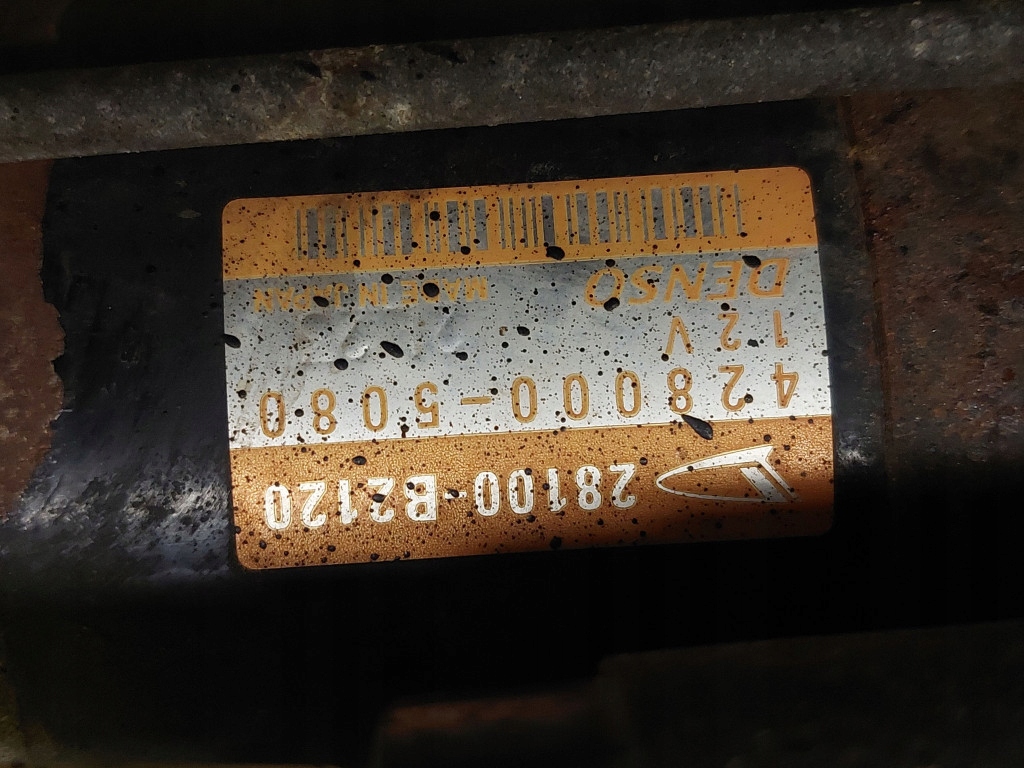 28100-B2120
428000-5080
12V
DENSO MADE IN JAPAN